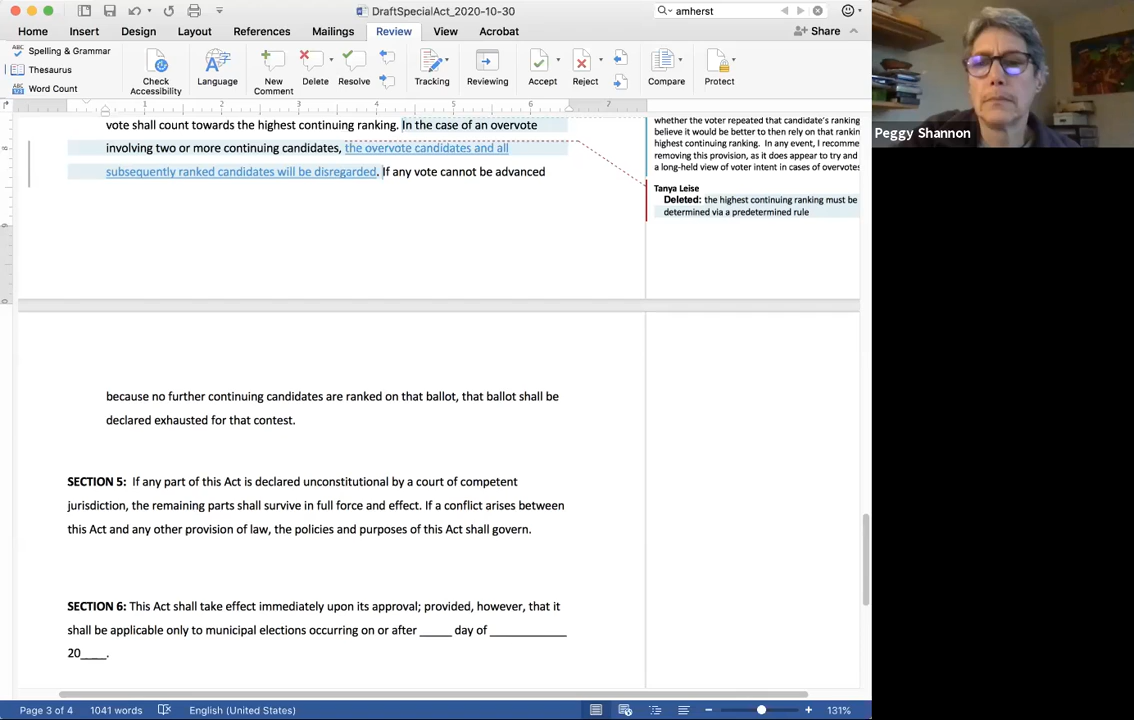 DraftSpecialAct_2020-10-30
amherst
Home Insert Design Layout References Mailings Review View Acrobat Share
Spelling & Grammar
Thesaurus
Word Count
Check Accessibility
Language
New Comment
Delete
Resolve
Tracking
Reviewing
Accept
Reject
Compare
Protect
1 2 3 4 5 6 7
vote shall count towards the highest continuing ranking. In the case of an overvote
involving two or more continuing candidates, the overvote candidates and all
subsequently ranked candidates will be disregarded. If any vote cannot be advanced
whether the voter repeated that candidate's ranking
believe it would be better to then rely on that rankin
highest continuing ranking. In any event, I recomme
removing this provision, as it does appear to try and
a long-held view of voter intent in cases of overvotes
Tanya Leise
Deleted: the highest continuing ranking must be
determined via a predetermined rule
because no further continuing candidates are ranked on that ballot, that ballot shall be
declared exhausted for that contest.
SECTION 5: If any part of this Act is declared unconstitutional by a court of competent
jurisdiction, the remaining parts shall survive in full force and effect. If a conflict arises between
this Act and any other provision of law, the policies and purposes of this Act shall govern.
SECTION 6: This Act shall take effect immediately upon its approval; provided, however, that it
shall be applicable only to municipal elections occurring on or after _____ day of ____________
20____.
Page 3 of 4 1041 words English (United States) 131%
Peggy Shannon